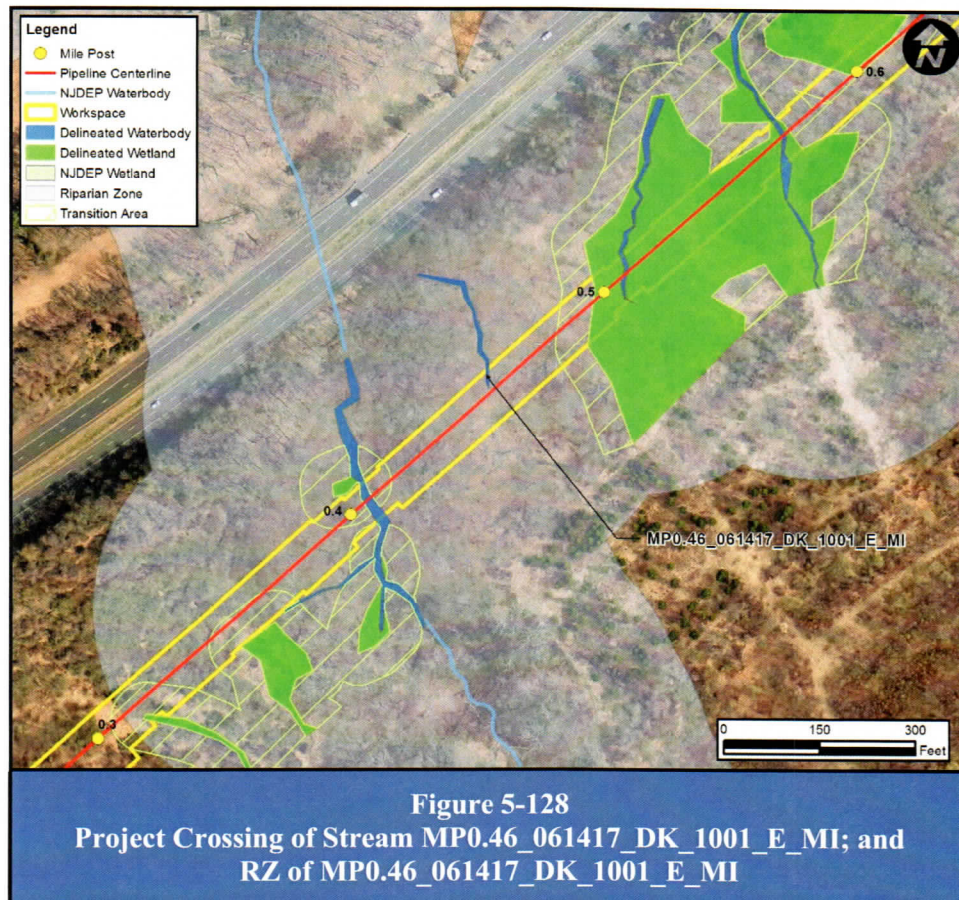 Legend
Mile Post
Pipeline Centerline
NJDEP Waterbody
Workspace
Delineated Waterbody
Delineated Wetland
NJDEP Wetland
Riparian Zone
Transition Area
N
0.6
0.5
MP0.46_061417_DK_1001_E_MI
0.4
0.3
0 150 300
Feet
Figure 5-128
Project Crossing of Stream MP0.46_061417_DK_1001_E_MI; and
RZ of MP0.46_061417_DK_1001_E_MI